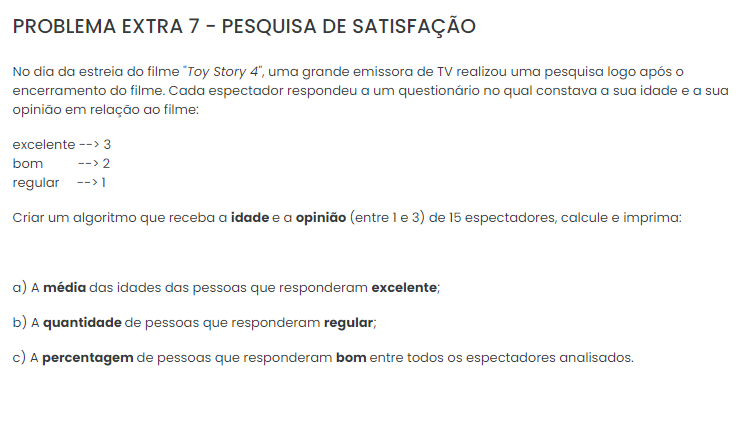 PROBLEMA EXTRA 7 - PESQUISA DE SATISFAÇÃO
No dia da estreia do filme "Toy Story 4", uma grande emissora de TV realizou uma pesquisa logo após o
encerramento do filme. Cada espectador respondeu a um questionário no qual constava a sua idade e a sua
opinião em relação ao filme:
excelente --> 3
bom --> 2
regular --> 1
Criar um algoritmo que receba a idade e a opinião (entre 1 e 3) de 15 espectadores, calcule e imprima:
a) A média das idades das pessoas que responderam excelente;
b) A quantidade de pessoas que responderam regular;
c) A percentagem de pessoas que responderam bom entre todos os espectadores analisados.